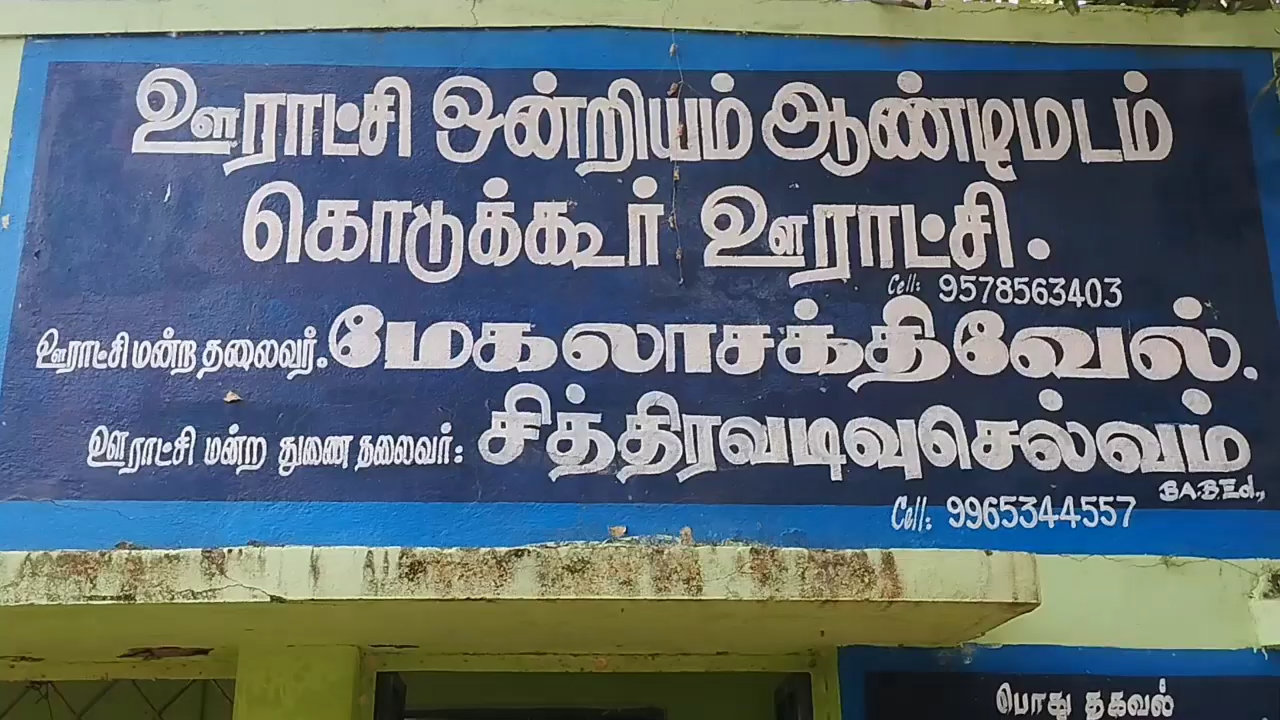 ஊராட்சி ஒன்றியம் ஆண்டிமடம்
கொடுக்கூர் ஊராட்சி.
Cell: 9578563403
ஊராட்சி மன்ற தலைவர். மேகலாசக்திவேல்.
ஊராட்சி மன்ற துணை தலைவர்: சித்திரவடிவுசெல்வம்
B.A.B.Ed.,
Cell: 9965344557
பொது தகவல்